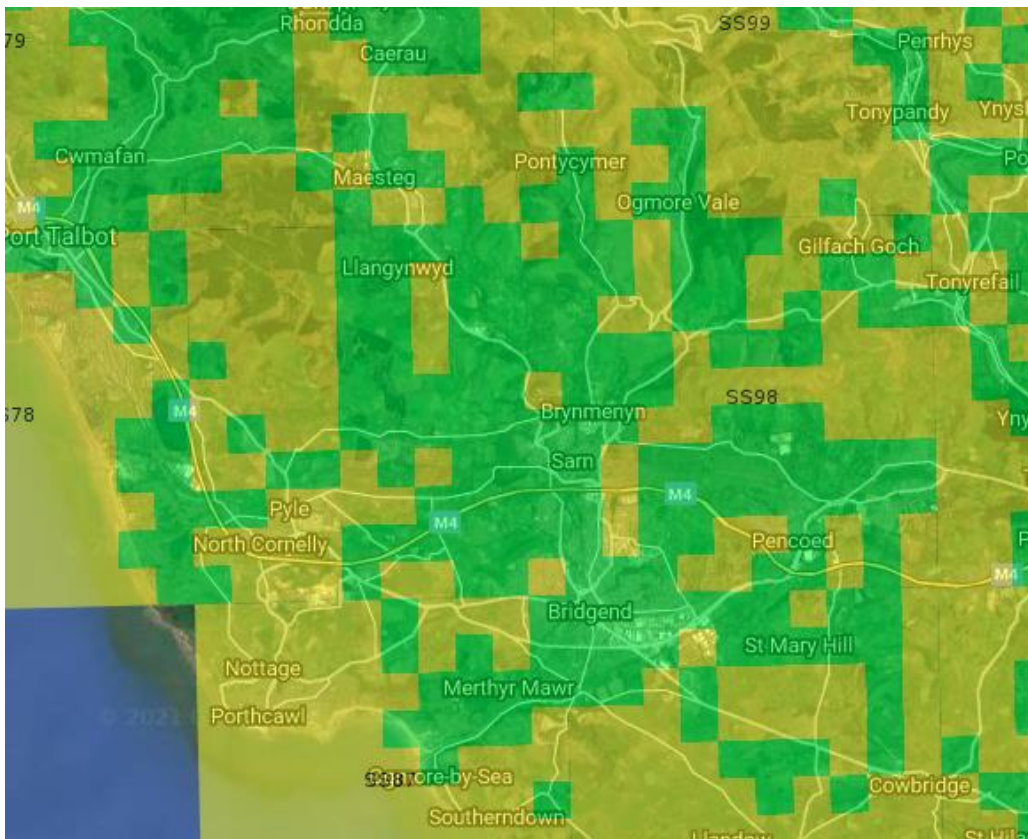 Rhondda
SS99
79
Caerau
Penrhys
Tonypandy
Cwmafan
Pontycymer
Maesteg
M4
Ogmore Vale
Port Talbot
Gilfach Goch
Llangynwyd
Tonyrefail
SS98
M4
S78
Brynmenyn
Sarn
M4
Pyle
M4
North Cornelly
Pencoed
M4
Bridgend
St Mary Hill
Nottage
Merthyr Mawr
Porthcawl
© 2021
Ogmore-by-Sea
Cowbridge
Southerndown